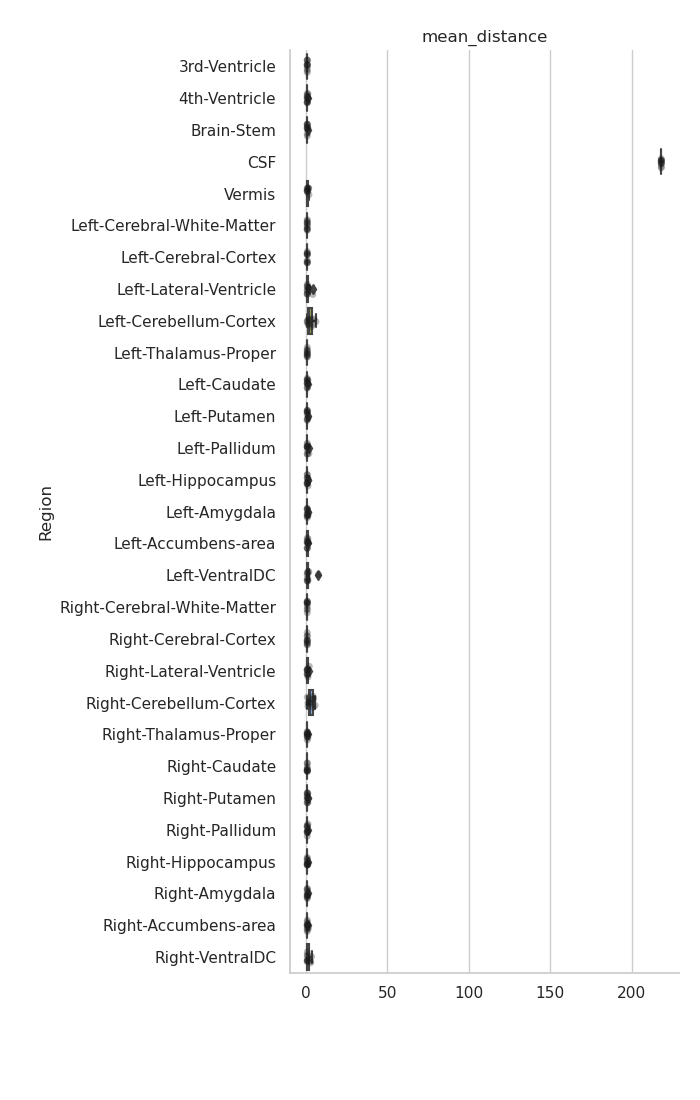 mean_distance
3rd-Ventricle
4th-Ventricle
Brain-Stem
CSF
Vermis
Left-Cerebral-White-Matter
Left-Cerebral-Cortex
Left-Lateral-Ventricle
Left-Cerebellum-Cortex
Left-Thalamus-Proper
Left-Caudate
Left-Putamen
Left-Pallidum
Left-Hippocampus
Left-Amygdala
Left-Accumbens-area
Left-VentralDC
Right-Cerebral-White-Matter
Right-Cerebral-Cortex
Right-Lateral-Ventricle
Right-Cerebellum-Cortex
Right-Thalamus-Proper
Right-Caudate
Right-Putamen
Right-Pallidum
Right-Hippocampus
Right-Amygdala
Right-Accumbens-area
Right-VentralDC
Region
0 50 100 150 200